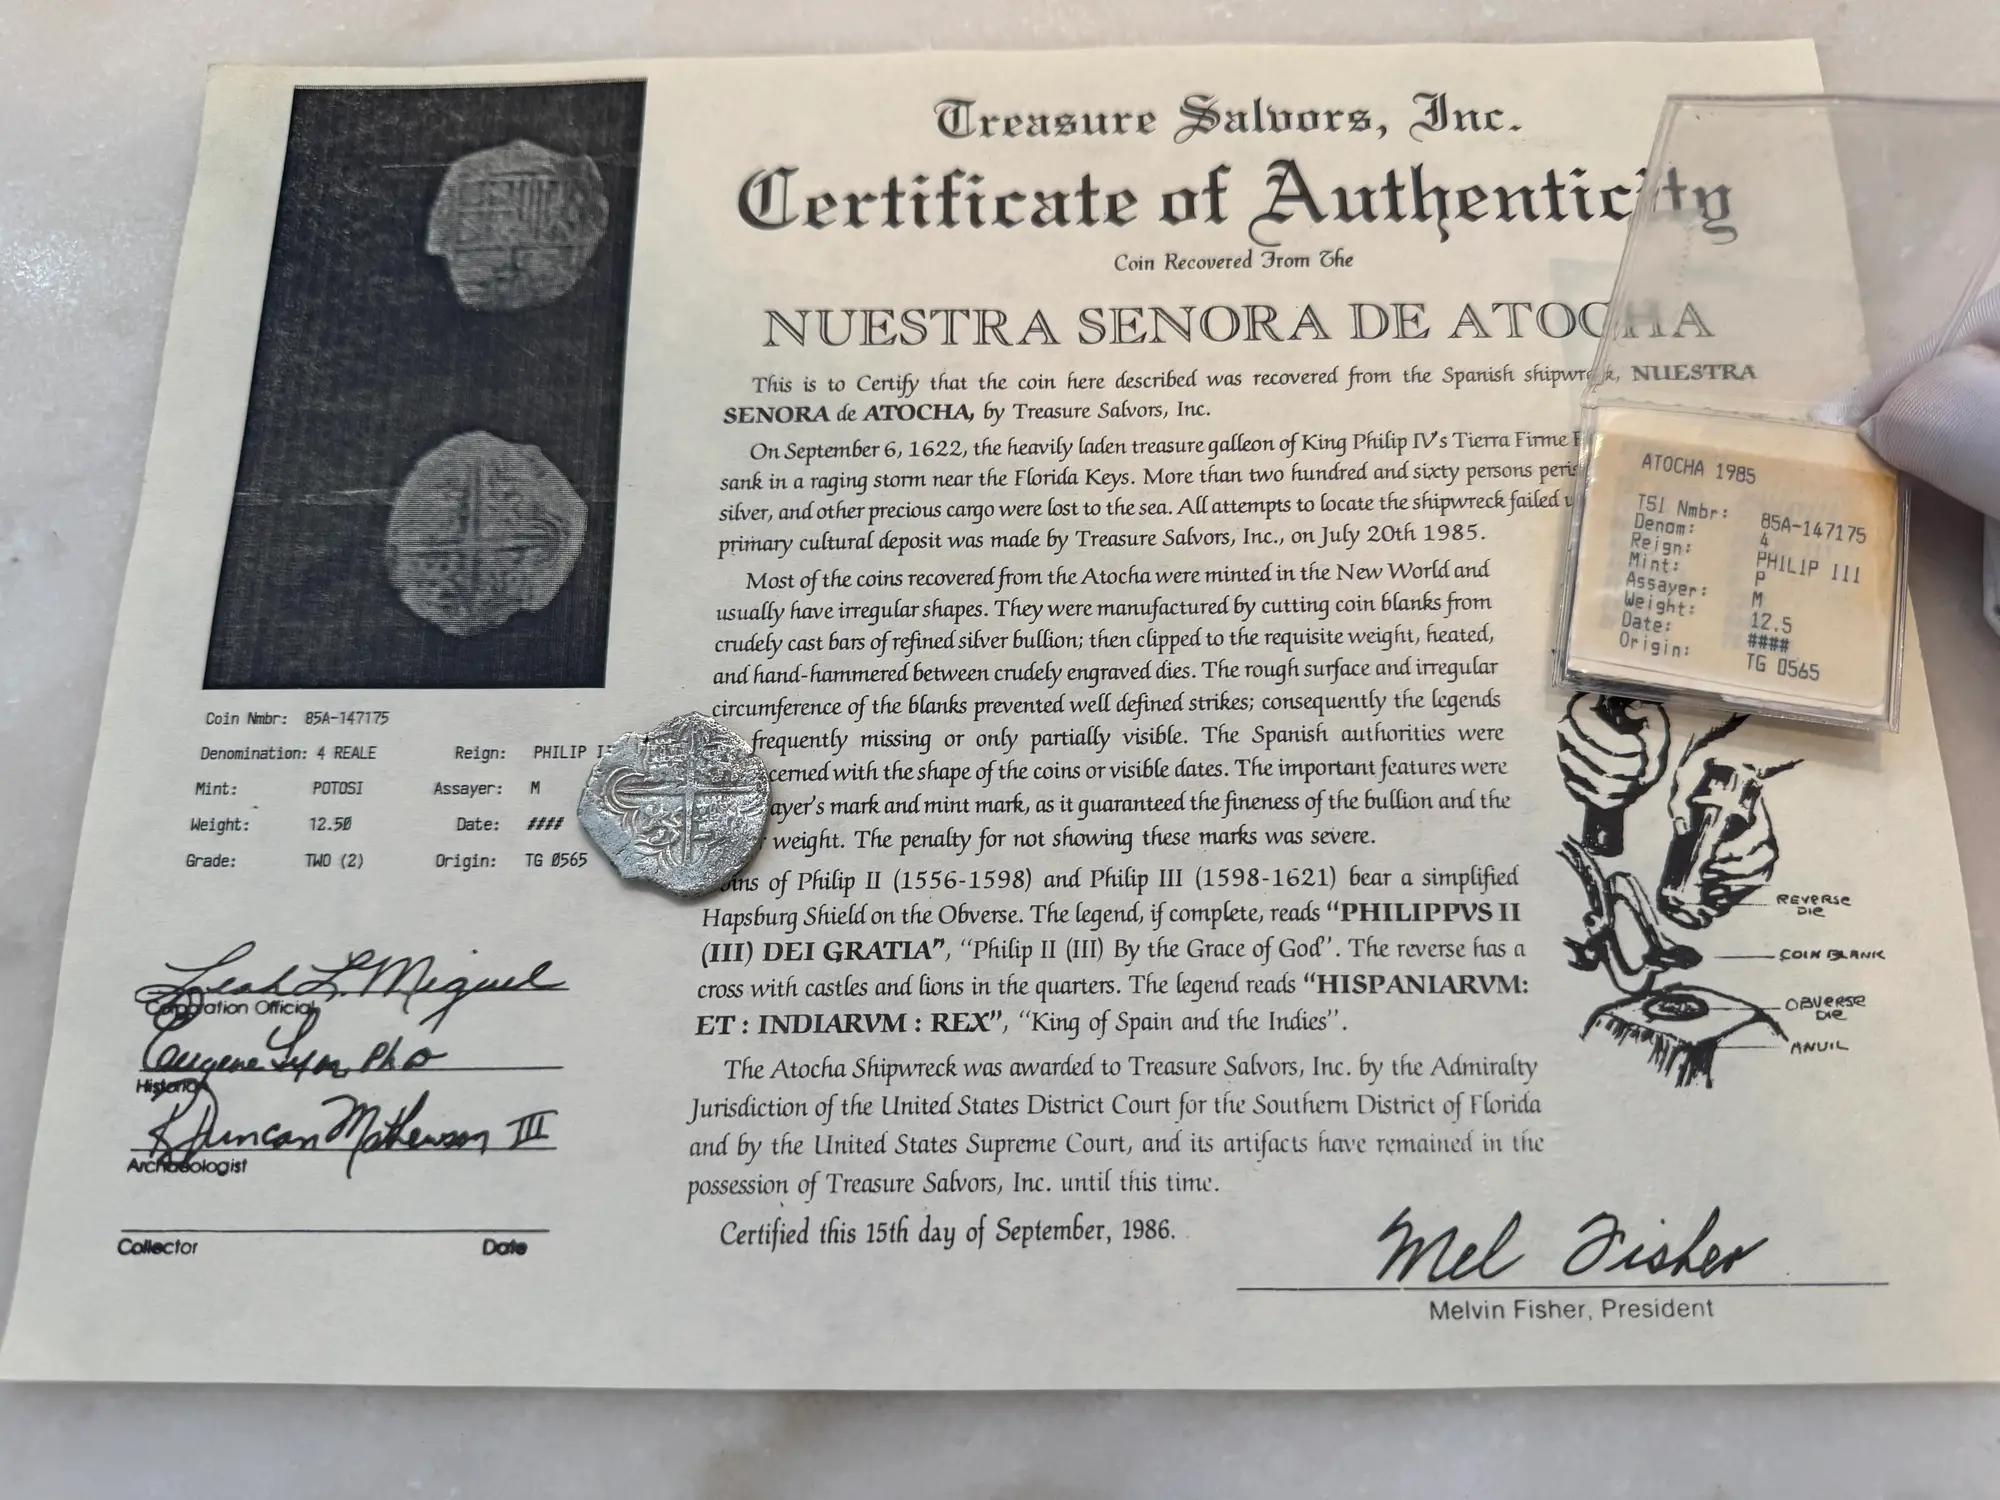 Treasure Salvors, Inc.
Certificate of Authenticity
Coin Recovered From The
NUESTRA SENORA DE ATOCHA
This is to Certify that the coin here described was recovered from the Spanish shipwreck, NUESTRA
SENORA de ATOCHA, by Treasure Salvors, Inc.
On September 6, 1622, the heavily laden treasure galleon of King Philip IV's Tierra Firme
sank in a raging storm near the Florida Keys. More than two hundred and sixty persons
silver, and other precious cargo were lost to the sea. All attempts to locate the shipwreck failed
primary cultural deposit was made by Treasure Salvors, Inc., on July 20th 1985.
Most of the coins recovered from the Atocha were minted in the New World and
usually have irregular shapes. They were manufactured by cutting coin blanks from
crudely cast bars of refined silver bullion; then clipped to the requisite weight, heated,
and hand-hammered between crudely engraved dies. The rough surface and irregular
circumference of the blanks prevented well defined strikes; consequently the legends
frequently missing or only partially visible. The Spanish authorities were
cerned with the shape of the coins or visible dates. The important features were
ayer's mark and mint mark, as it guaranteed the fineness of the bullion and the
weight. The penalty for not showing these marks was severe.
oins of Philip II (1556-1598) and Philip III (1598-1621) bear a simplified
Hapsburg Shield on the Obverse. The legend, if complete, reads "PHILIPPVS II
(III) DEI GRATIA", "Philip II (III) By the Grace of God". The reverse has a
cross with castles and lions in the quarters. The legend reads "HISPANIARVM:
ET : INDIARVM : REX", "King of Spain and the Indies".
The Atocha Shipwreck was awarded to Treasure Salvors, Inc. by the Admiralty
Jurisdiction of the United States District Court for the Southern District of Florida
and by the United States Supreme Court, and its artifacts have remained in the
possession of Treasure Salvors, Inc. until this time.
Certified this 15th day of September, 1986.
Mel Fisher
Melvin Fisher, President
Coin Nmbr: 85A-147175
Denomination: 4 REALE Reign: PHILIP
Mint: POTOSI Assayer: M
Weight: 12.50 Date: ####
Grade: TWO (2) Origin: TG 0565
Leah L. Miguel
Corporation Official
Eugene Lyon, PhD
Historian
R Duncan Mathewson III
Archaeologist
Collector Date
ATOCHA 1985
TSI Nmbr: 85A-147175
Denom: 4
Reign: PHILIP III
Mint: P
Assayer: M
Weight: 12.5
Date: ####
Origin: TG 0565
REVERSE
DIE
COIN BLANK
OBVERSE
DIE
ANVIL